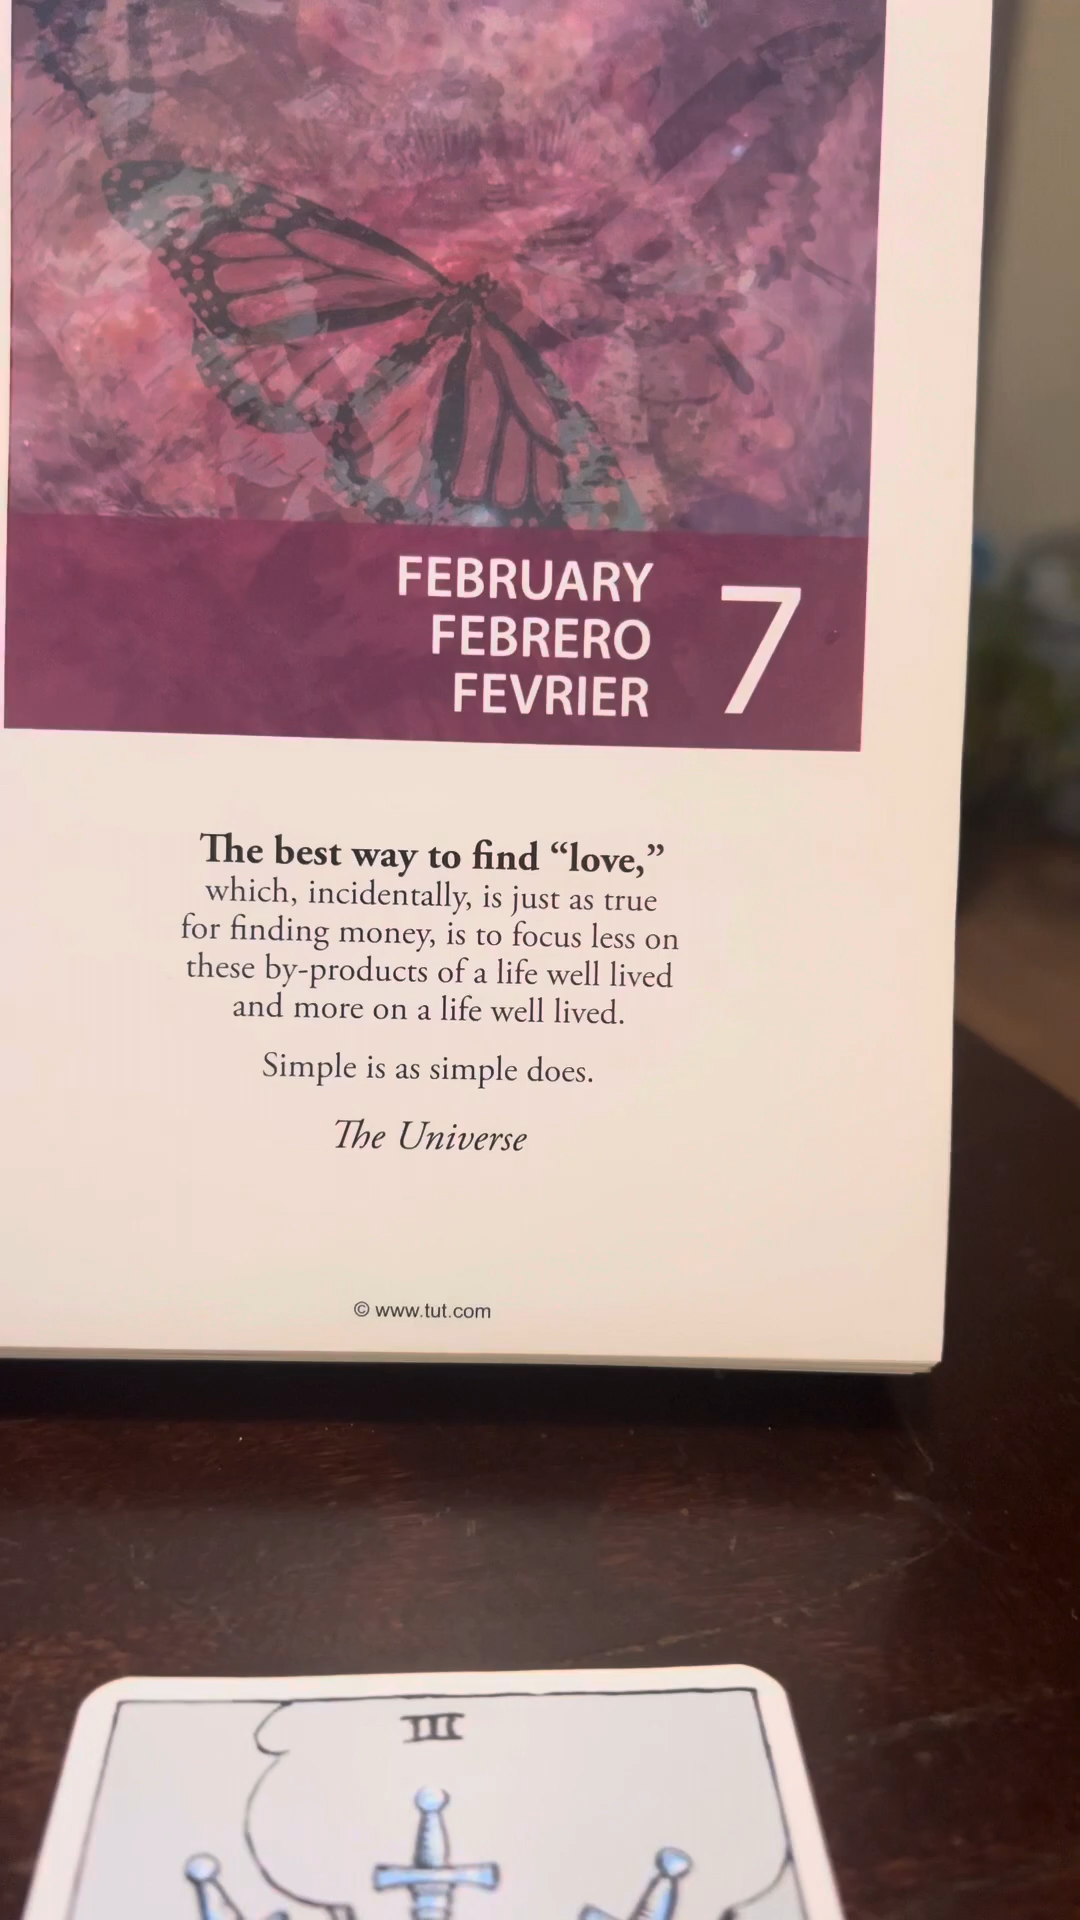 FEBRUARY
FEBRERO
FEVRIER
7
The best way to find “love,”
which, incidentally, is just as true
for finding money, is to focus less on
these by-products of a life well lived
and more on a life well lived.
Simple is as simple does.
The Universe
© www.tut.com
III